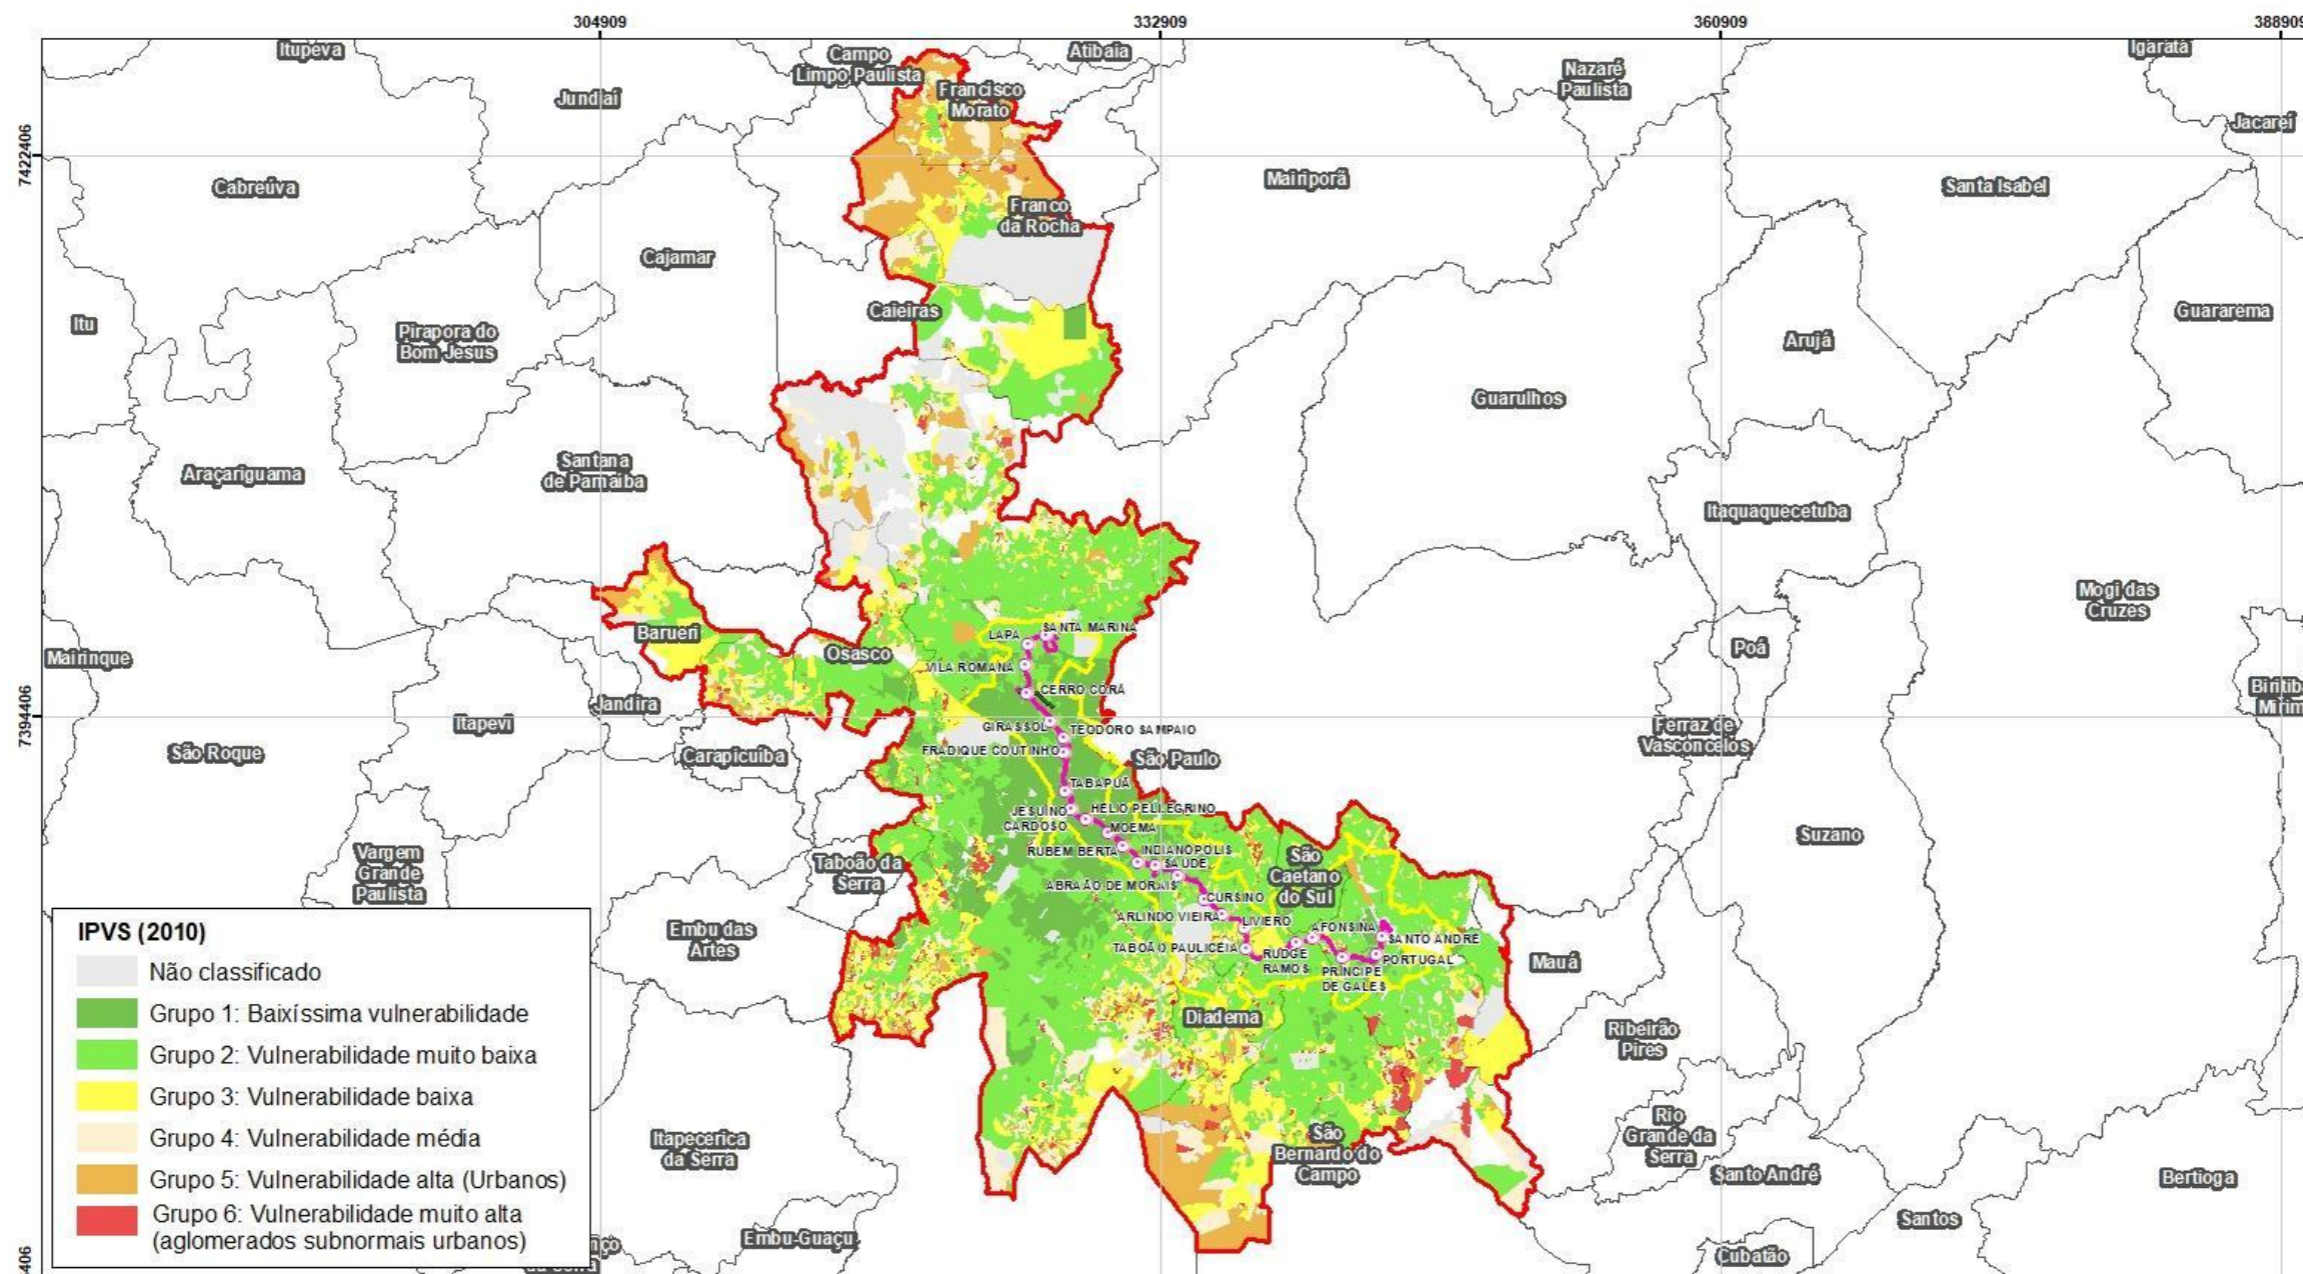 304909
332909
360909
388909
Itupeva
Campo
Limpo Paulista
Atibaia
Igaratá
Jundiaí
Francisco
Morato
Nazaré
Paulista
Jacareí
7422406
Cabreúva
Mairiporã
Santa Isabel
Franco
da Rocha
Cajamar
Itu
Caieiras
Guararema
Pirapora do
Bom Jesus
Arujá
Guarulhos
Araçariguama
Santana
de Parnaíba
Itaquaquecetuba
Mogi das
Cruzes
Barueri
LAPA
SANTA MARINA
Mairinque
Osasco
Poá
VILA ROMANA
CERRO CORÁ
Biritiba
Mirim
Jandira
7394406
Itapevi
GIRASSOL
TEODORO SAMPAIO
Ferraz de
Vasconcelos
São Roque
Carapicuíba
FRADIQUE COUTINHO
São Paulo
TABAPUÃ
JESUÍNO
CARDOSO
HÉLIO PELLEGRINO
MOEMA
Suzano
Vargem
Grande
Paulista
Taboão da
Serra
RUBEM BERTA
INDIANÓPOLIS
SAÚDE
São
Caetano
do Sul
ABRAÃO DE MORAIS
CURSINO
ARLINDO VIEIRA
LIVIERO
Embu das
Artes
AFONSINA
SANTO ANDRÉ
TABOÃO PAULICÉIA
RUDGE
RAMOS
PORTUGAL
PRÍNCIPE
DE GALES
Mauá
Diadema
Ribeirão
Pires
IPVS (2010)
Não classificado
Grupo 1: Baixíssima vulnerabilidade
Grupo 2: Vulnerabilidade muito baixa
Grupo 3: Vulnerabilidade baixa
Grupo 4: Vulnerabilidade média
Grupo 5: Vulnerabilidade alta (Urbanos)
Grupo 6: Vulnerabilidade muito alta
(aglomerados subnormais urbanos)
Itapecerica
da Serra
São
Bernardo do
Campo
Rio
Grande da
Serra
Santo André
Bertioga
Santos
Embu-Guaçu
Cubatão